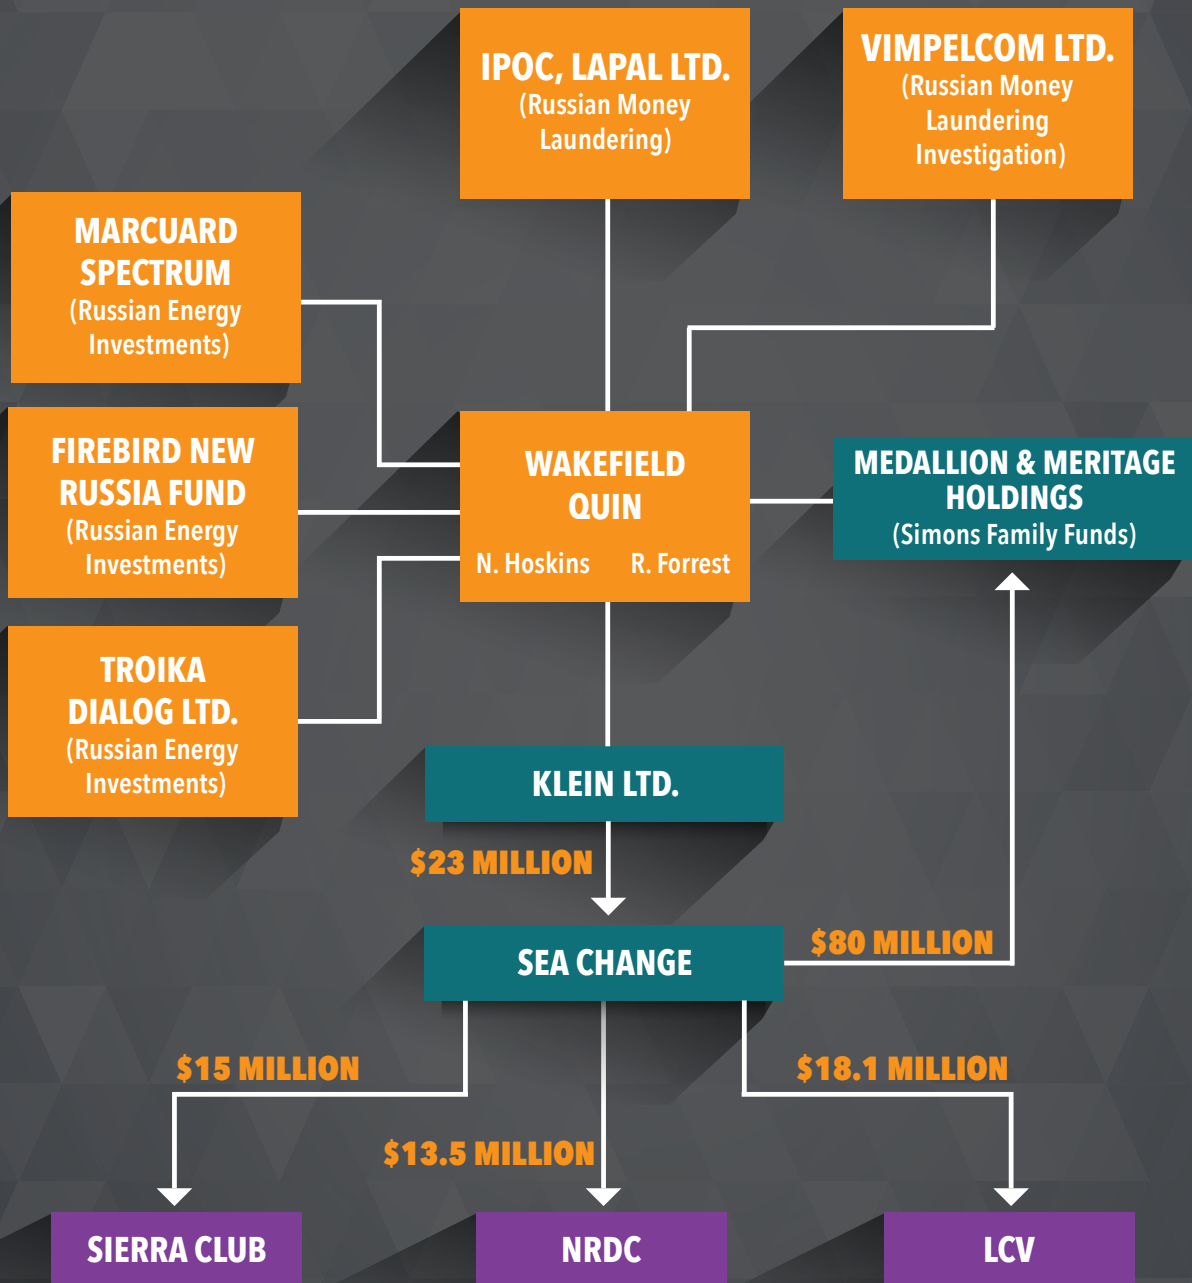 IPOC, LAPAL LTD.
(Russian Money
Laundering)
VIMPELCOM LTD.
(Russian Money
Laundering
Investigation)
MARCUARD
SPECTRUM
(Russian Energy
Investments)
FIREBIRD NEW
RUSSIA FUND
(Russian Energy
Investments)
TROIKA
DIALOG LTD.
(Russian Energy
Investments)
WAKEFIELD
QUIN
N. Hoskins R. Forrest
MEDALLION & MERITAGE
HOLDINGS
(Simons Family Funds)
KLEIN LTD.
$23 MILLION
SEA CHANGE
$80 MILLION
$15 MILLION
$13.5 MILLION
$18.1 MILLION
SIERRA CLUB
NRDC
LCV